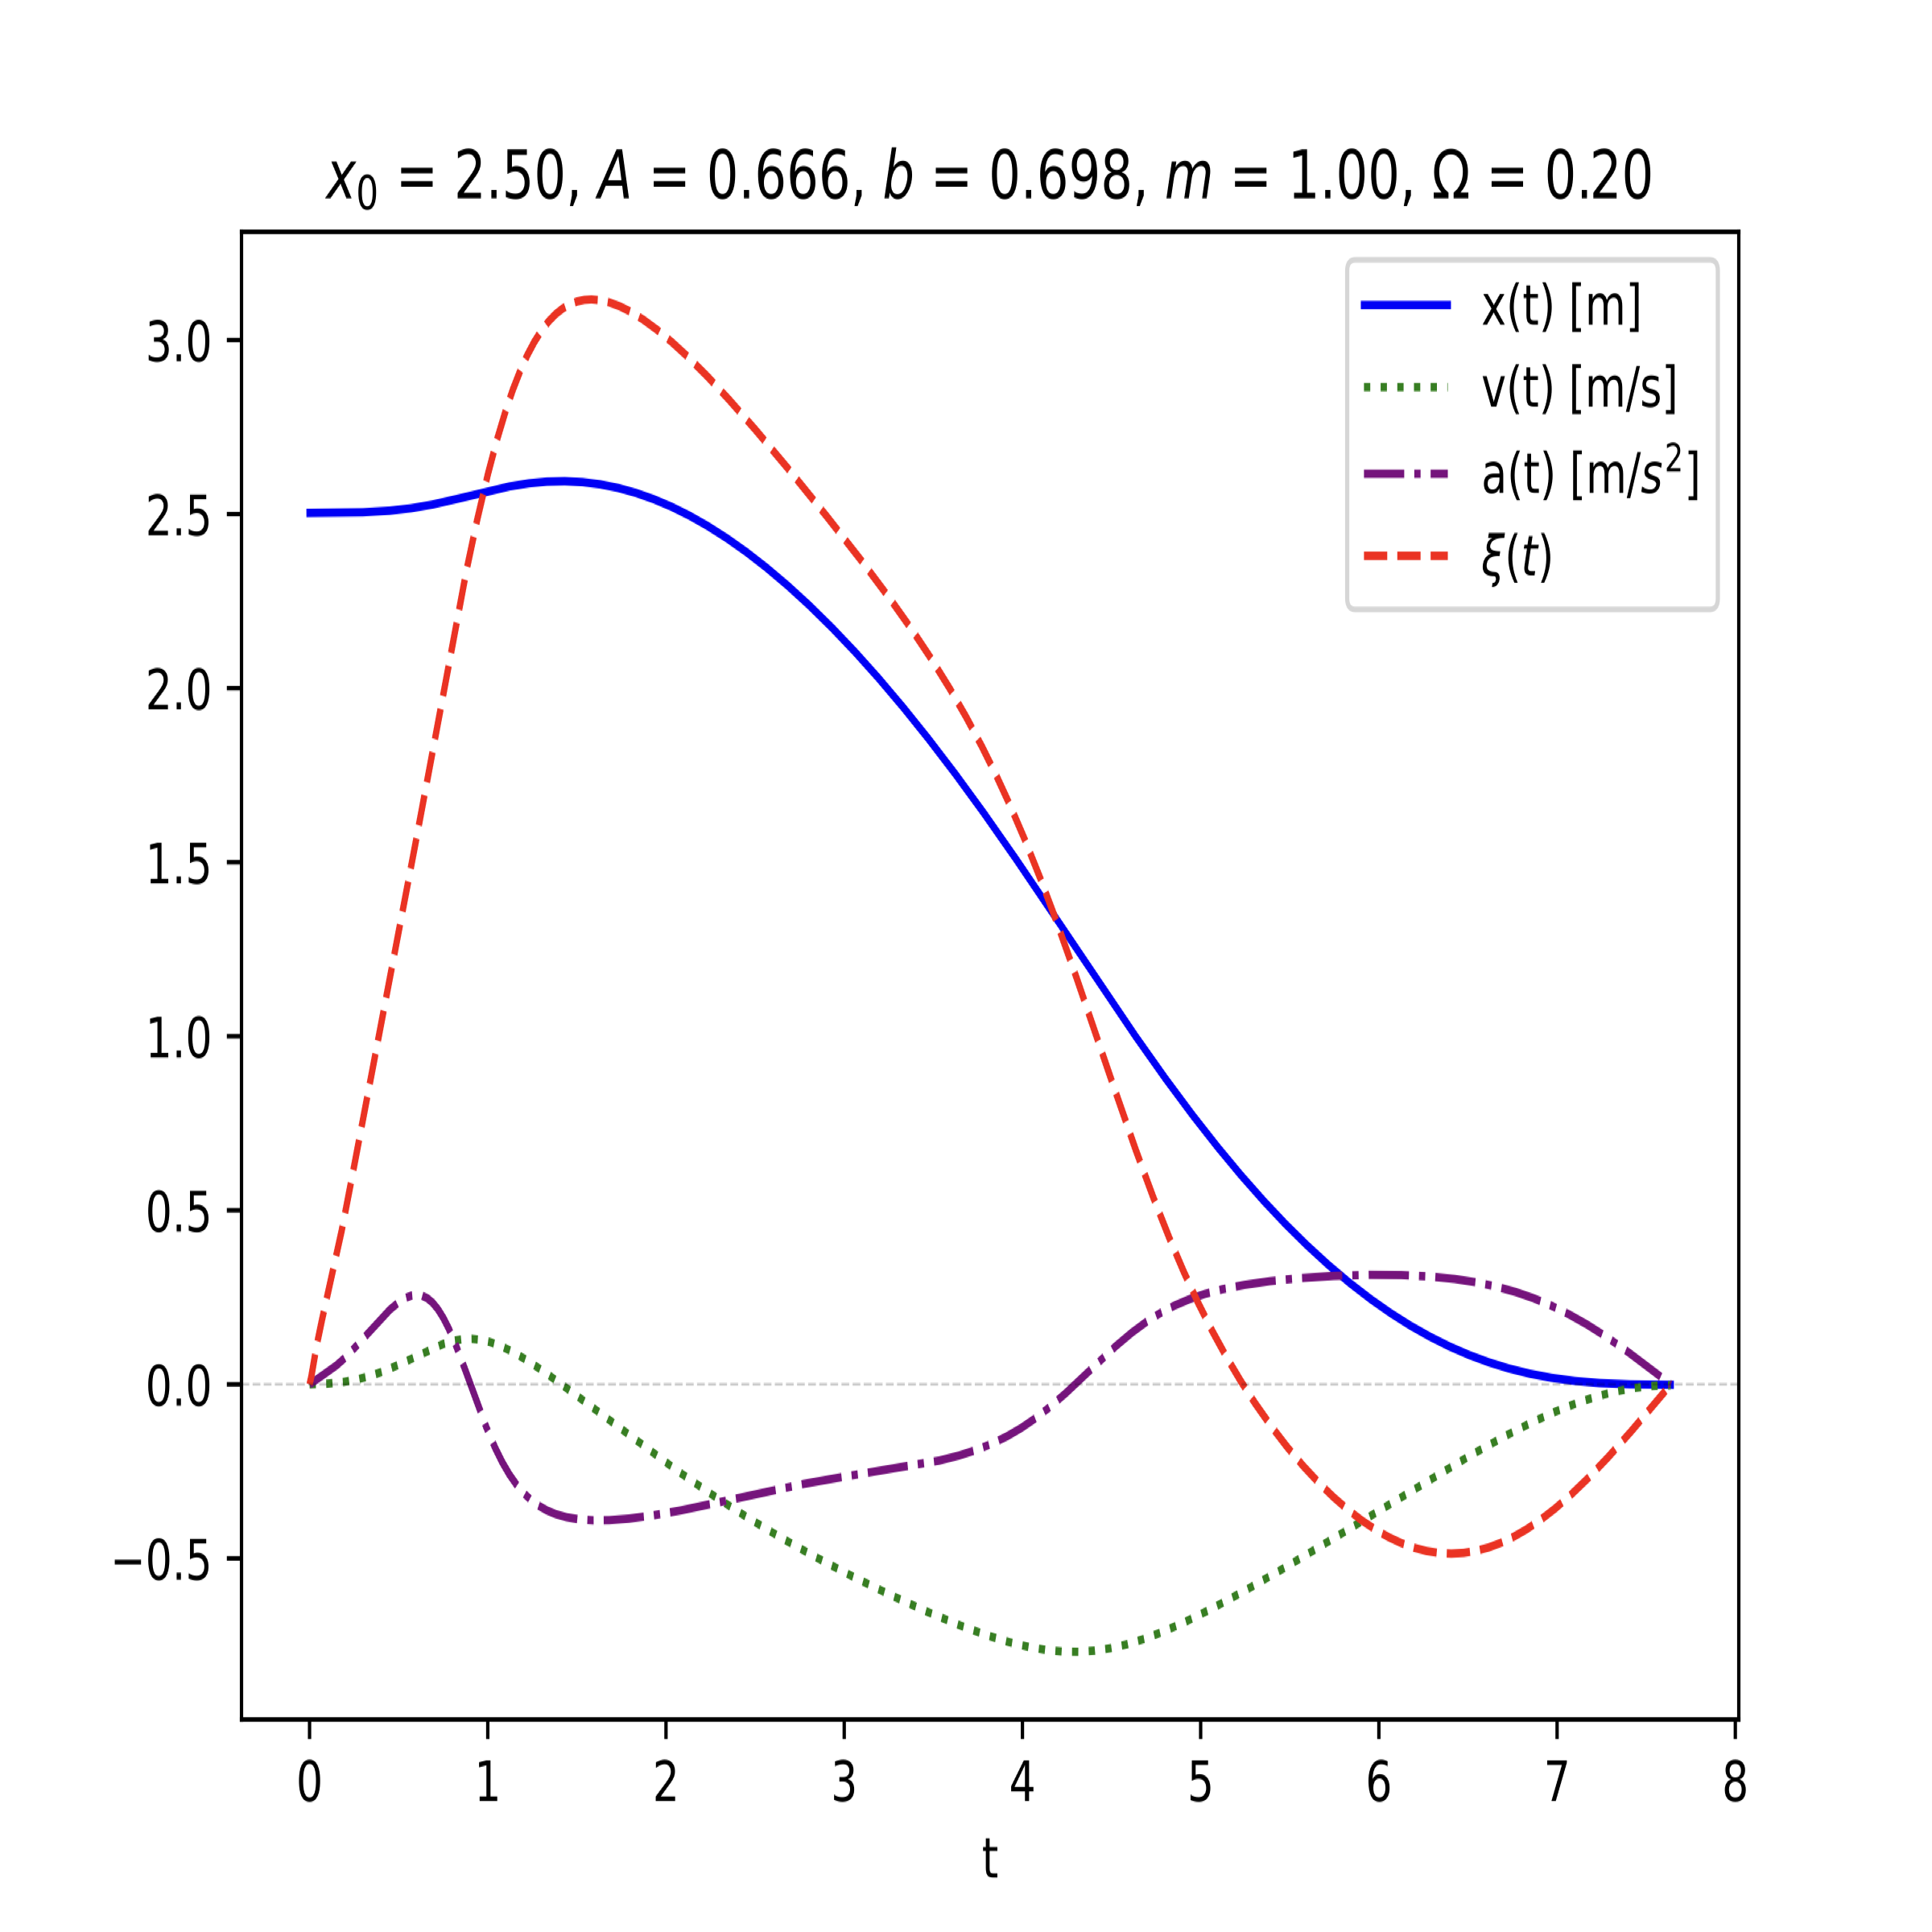 x₀ = 2.50, A = 0.666, b = 0.698, m = 1.00, Ω = 0.20
x(t) [m]
v(t) [m/s]
a(t) [m/s²]
ξ(t)
3.0
2.5
2.0
1.5
1.0
0.5
0.0
−0.5
0 1 2 3 4 5 6 7 8
t